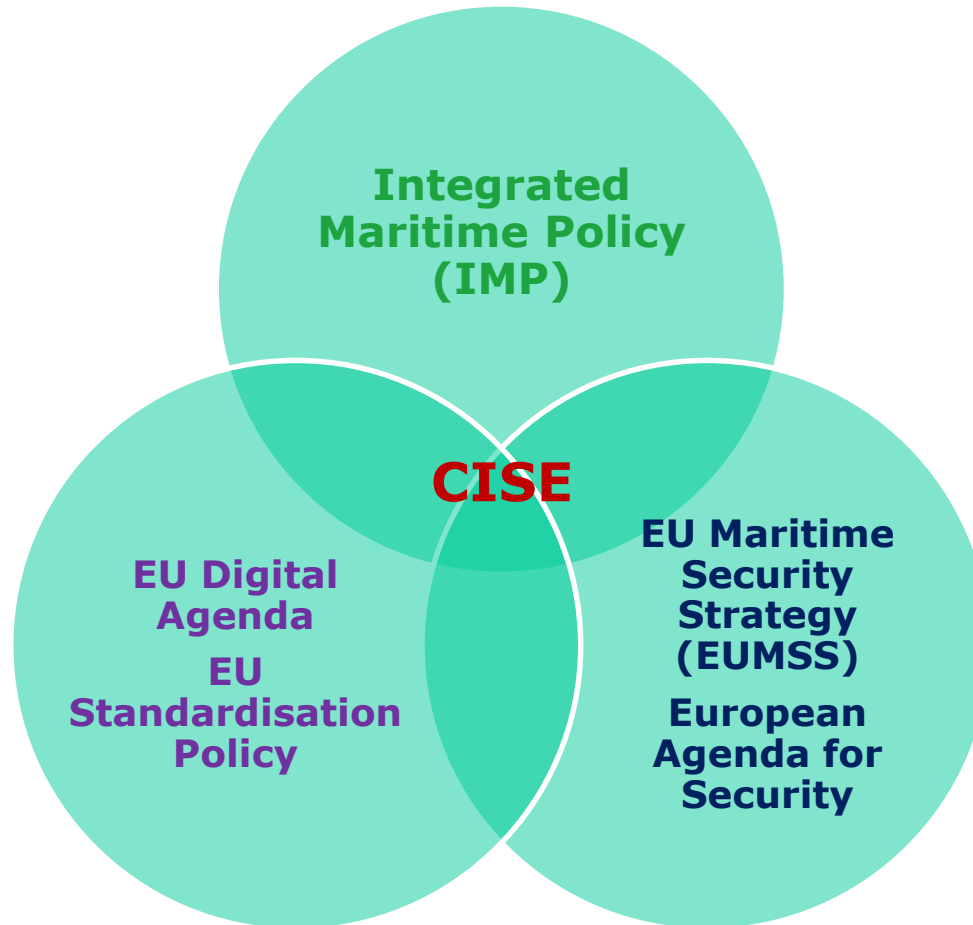 Integrated
Maritime Policy
(IMP)
CISE
EU Digital
Agenda
EU
Standardisation
Policy
EU Maritime
Security
Strategy
(EUMSS)
European
Agenda for
Security